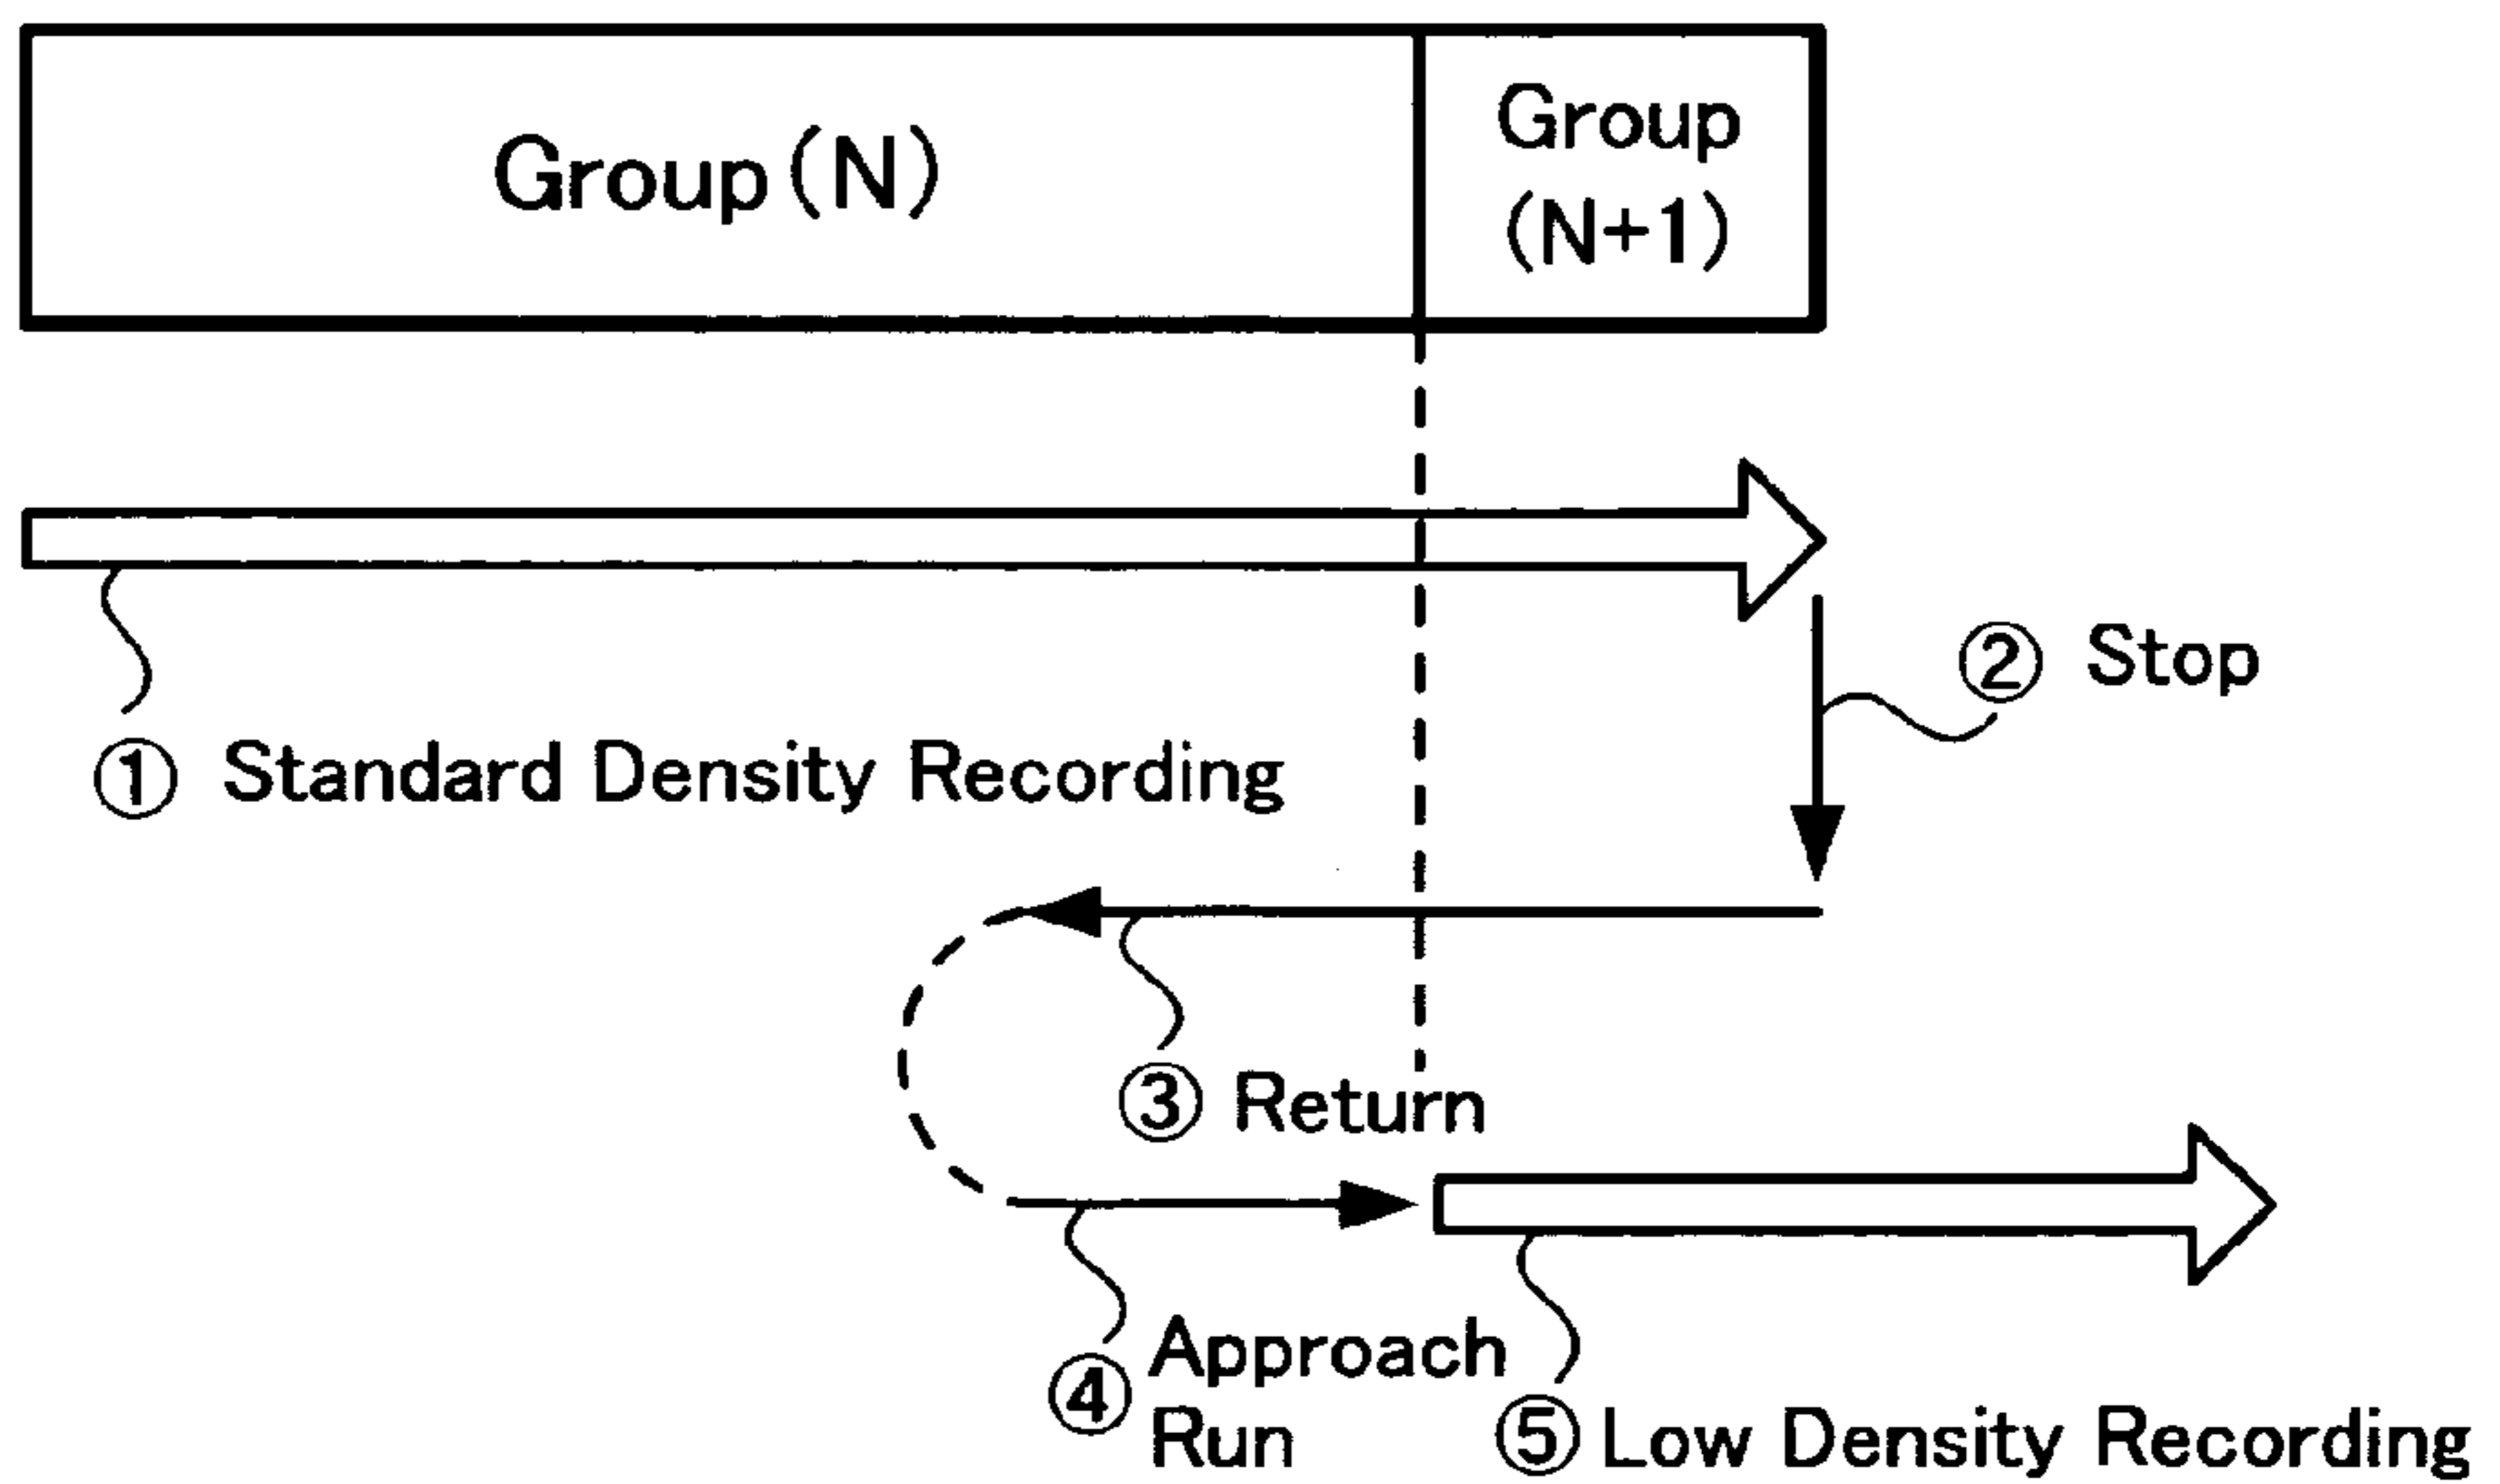 Group(N)
Group
(N+1)
② Stop
① Standard Density Recording
③ Return
④ Approach
Run
⑤ Low Density Recording